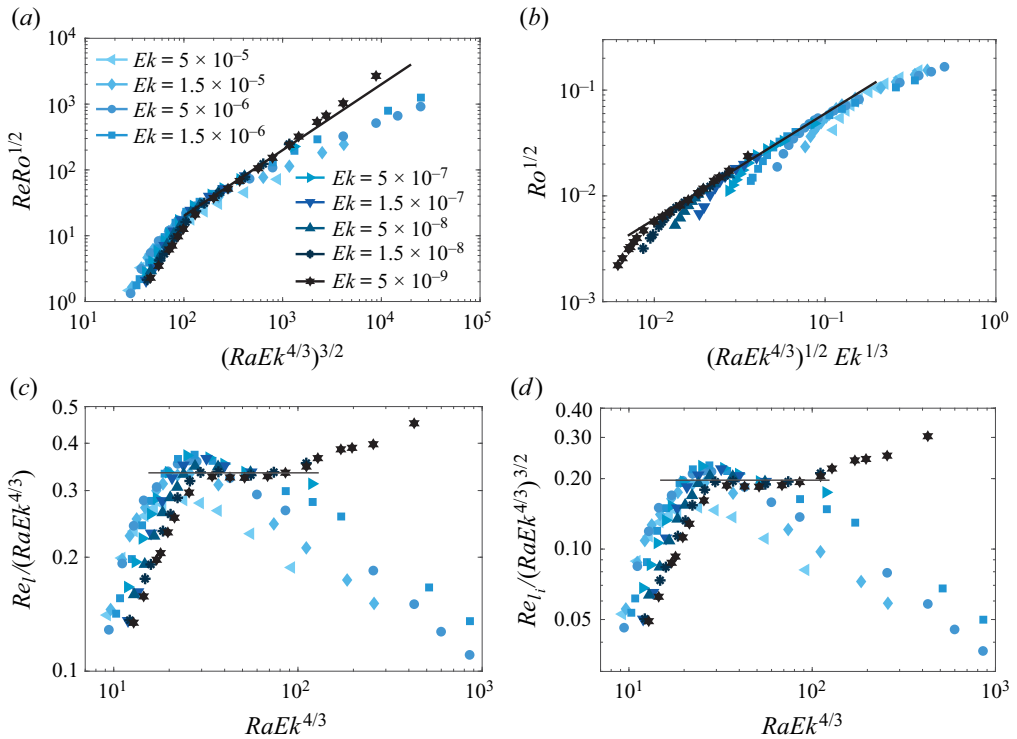 (a)
10^4
10^3
10^2
10^1
10^0
ReRo^{1/2}
Ek = 5 × 10^{−5}
Ek = 1.5 × 10^{−5}
Ek = 5 × 10^{−6}
Ek = 1.5 × 10^{−6}
Ek = 5 × 10^{−7}
Ek = 1.5 × 10^{−7}
Ek = 5 × 10^{−8}
Ek = 1.5 × 10^{−8}
Ek = 5 × 10^{−9}
10^1 10^2 10^3 10^4 10^5
(RaEk^{4/3})^{3/2}
(b)
10^{−1}
10^{−2}
10^{−3}
Ro^{1/2}
10^{−2} 10^{−1} 10^0
(RaEk^{4/3})^{1/2} Ek^{1/3}
(c)
0.5
0.4
0.3
0.2
0.1
Re_l/(RaEk^{4/3})
10^1 10^2 10^3
RaEk^{4/3}
(d)
0.40
0.30
0.20
0.10
0.05
Re_{l_i}/(RaEk^{4/3})^{3/2}
10^1 10^2 10^3
RaEk^{4/3}